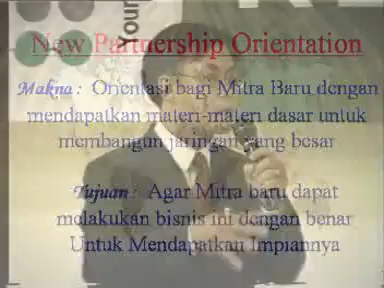 Your
New Partnership Orientation
Makna : Orientasi bagi Mitra Baru dengan
mendapatkan materi-materi dasar untuk
membangun jaringan yang besar
Tujuan : Agar Mitra baru dapat
melakukan bisnis ini dengan benar
Untuk Mendapatkan Impiannya